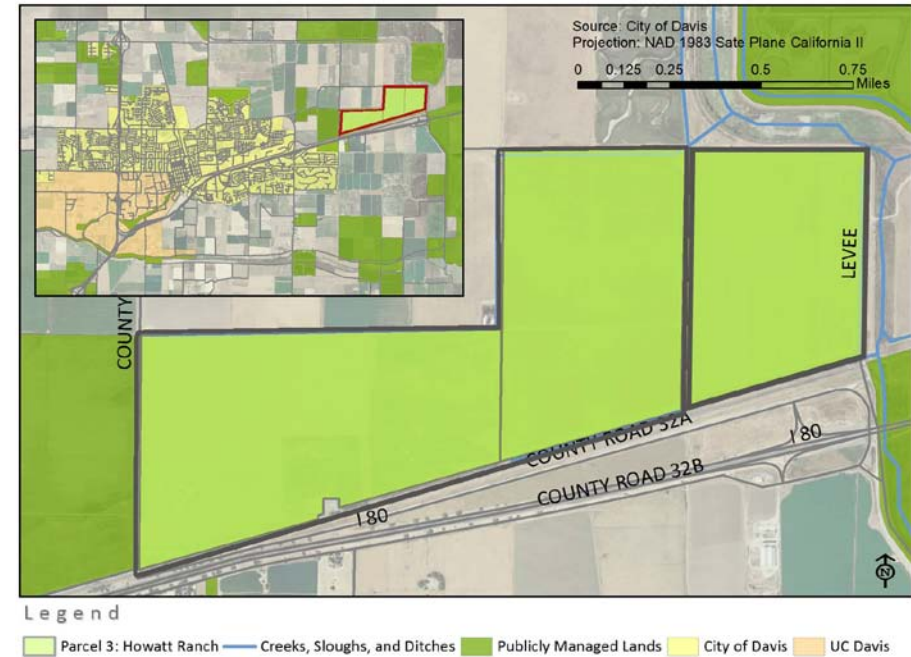 Source: City of Davis
Projection: NAD 1983 Sate Plane California II
0 0.125 0.25 0.5 0.75
Miles
COUNTY
LEVEE
COUNTY ROAD 32A
I 80
COUNTY ROAD 32B
I 80
N
Legend
Parcel 3: Howatt Ranch Creeks, Sloughs, and Ditches Publicly Managed Lands City of Davis UC Davis